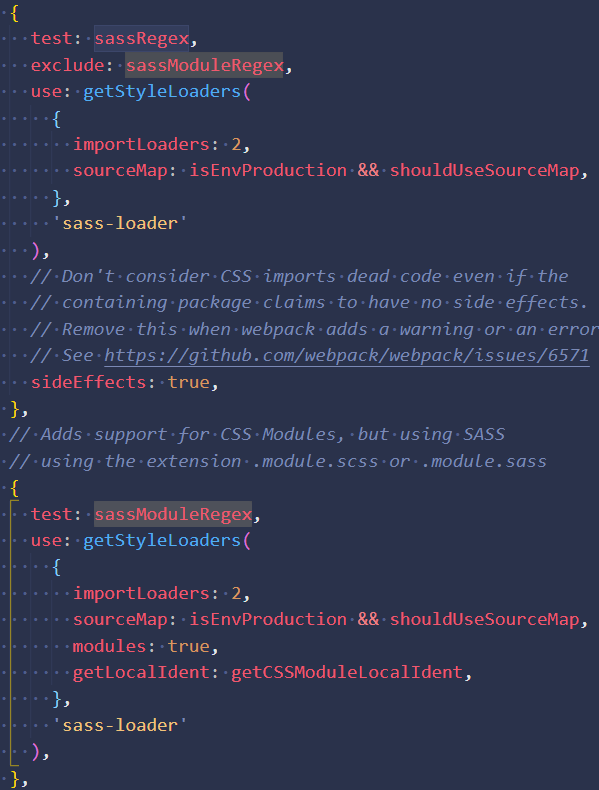 {
test: sassRegex,
exclude: sassModuleRegex,
use: getStyleLoaders(
{
importLoaders: 2,
sourceMap: isEnvProduction && shouldUseSourceMap,
},
'sass-loader'
),
// Don't consider CSS imports dead code even if the
// containing package claims to have no side effects.
// Remove this when webpack adds a warning or an error
// See https://github.com/webpack/webpack/issues/6571
sideEffects: true,
},
// Adds support for CSS Modules, but using SASS
// using the extension .module.scss or .module.sass
{
test: sassModuleRegex,
use: getStyleLoaders(
{
importLoaders: 2,
sourceMap: isEnvProduction && shouldUseSourceMap,
modules: true,
getLocalIdent: getCSSModuleLocalIdent,
},
'sass-loader'
),
},